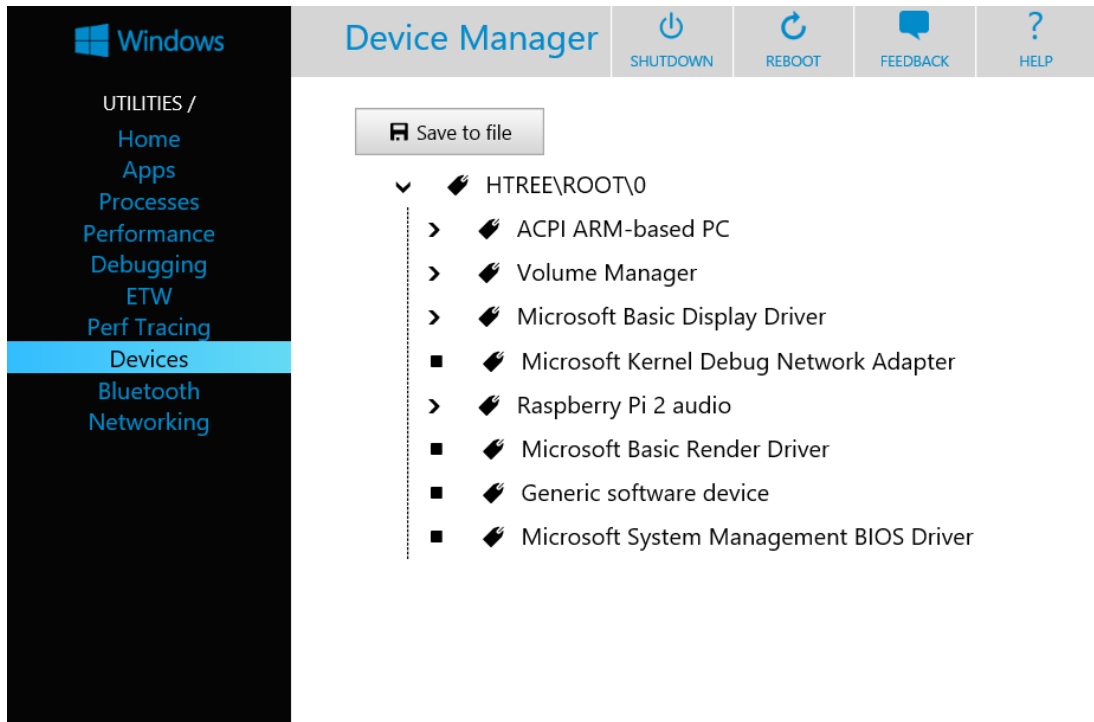 Windows
Device Manager
SHUTDOWN
REBOOT
FEEDBACK
HELP
UTILITIES /
Home
Apps
Processes
Performance
Debugging
ETW
Perf Tracing
Devices
Bluetooth
Networking
Save to file
HTREE\ROOT\0
ACPI ARM-based PC
Volume Manager
Microsoft Basic Display Driver
Microsoft Kernel Debug Network Adapter
Raspberry Pi 2 audio
Microsoft Basic Render Driver
Generic software device
Microsoft System Management BIOS Driver